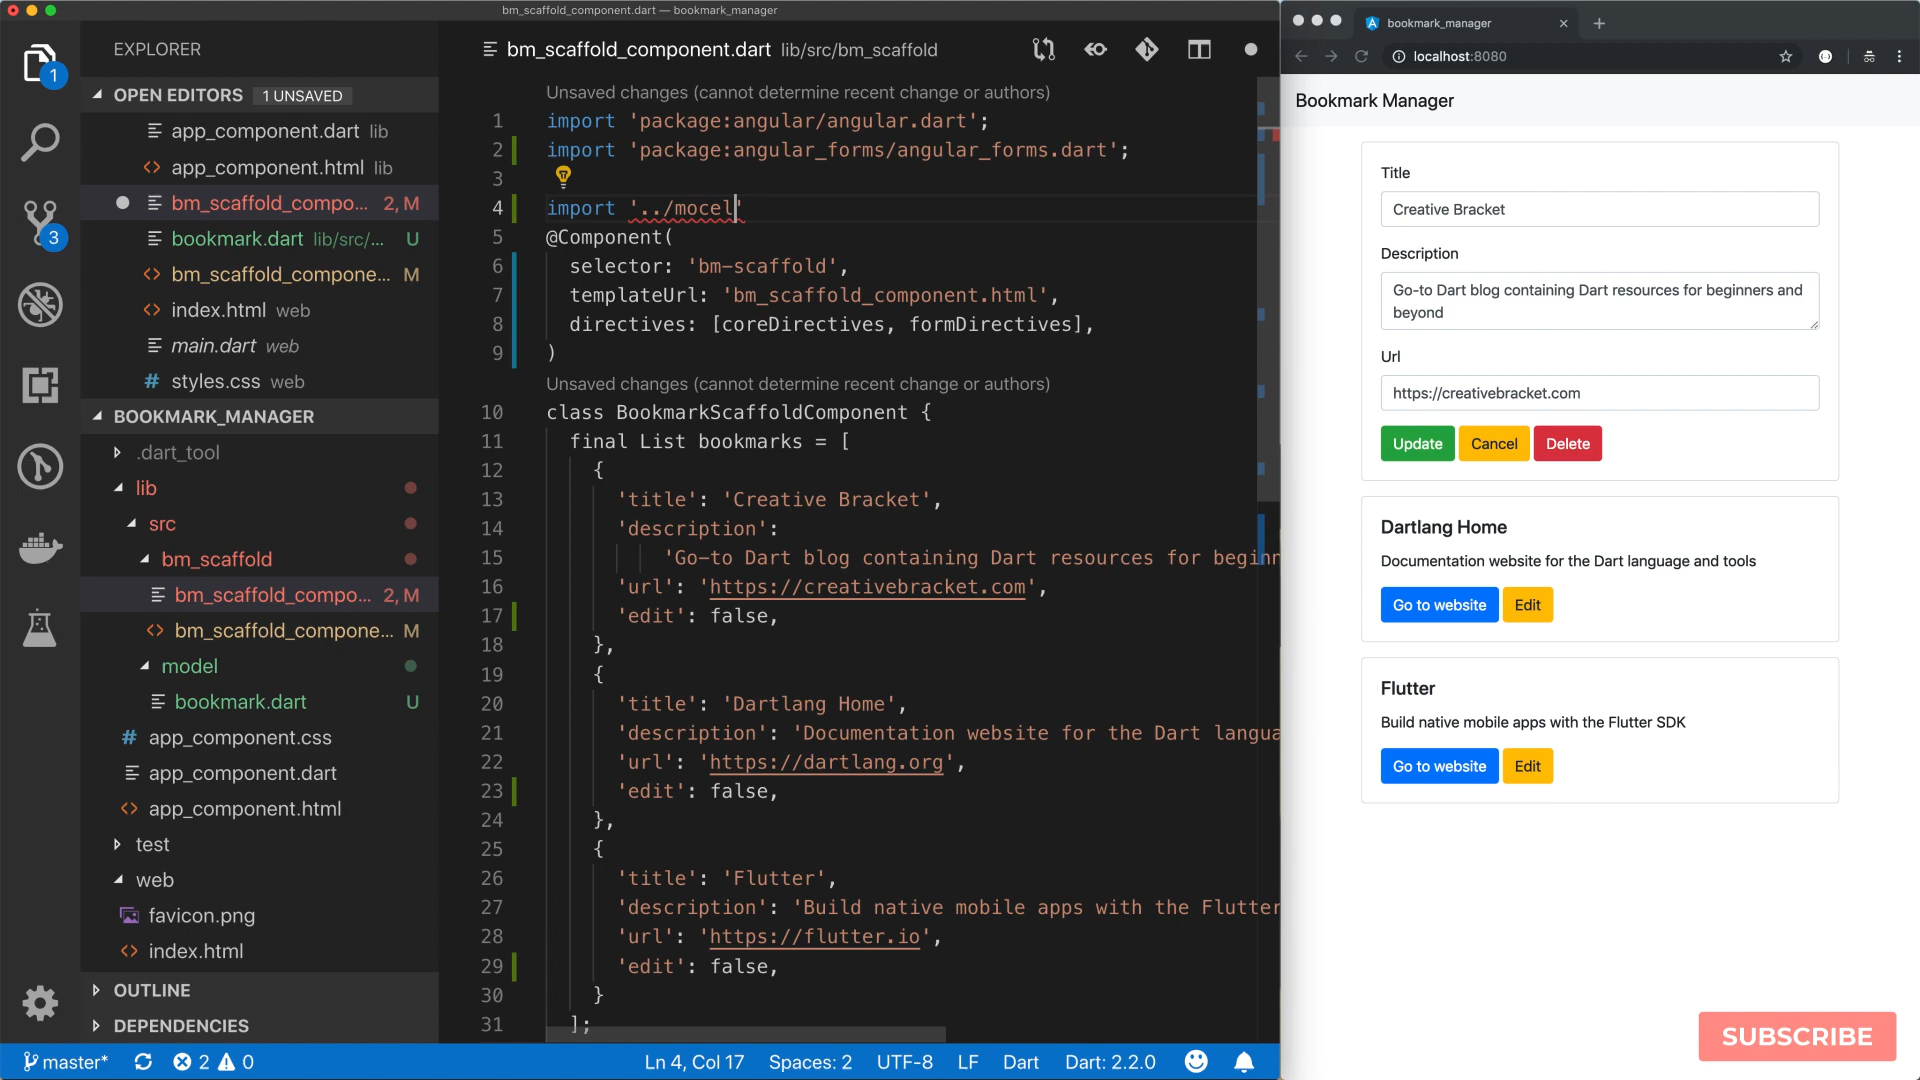 bm_scaffold_component.dart — bookmark_manager
EXPLORER
1
3
OPEN EDITORS 1 UNSAVED
app_component.dart lib
app_component.html lib
bm_scaffold_compo... 2, M
bookmark.dart lib/src/... U
bm_scaffold_compone... M
index.html web
main.dart web
styles.css web
BOOKMARK_MANAGER
.dart_tool
lib
src
bm_scaffold
bm_scaffold_compo... 2, M
bm_scaffold_compone... M
model
bookmark.dart U
app_component.css
app_component.dart
app_component.html
test
web
favicon.png
index.html
OUTLINE
DEPENDENCIES
bm_scaffold_component.dart lib/src/bm_scaffold
Unsaved changes (cannot determine recent change or authors)
1 import 'package:angular/angular.dart';
2 import 'package:angular_forms/angular_forms.dart';
3
4 import '../mocel'
5 @Component(
6 selector: 'bm-scaffold',
7 templateUrl: 'bm_scaffold_component.html',
8 directives: [coreDirectives, formDirectives],
9 )
Unsaved changes (cannot determine recent change or authors)
10 class BookmarkScaffoldComponent {
11 final List bookmarks = [
12 {
13 'title': 'Creative Bracket',
14 'description':
15 'Go-to Dart blog containing Dart resources for beginn
16 'url': 'https://creativebracket.com',
17 'edit': false,
18 },
19 {
20 'title': 'Dartlang Home',
21 'description': 'Documentation website for the Dart langua
22 'url': 'https://dartlang.org',
23 'edit': false,
24 },
25 {
26 'title': 'Flutter',
27 'description': 'Build native mobile apps with the Flutter
28 'url': 'https://flutter.io',
29 'edit': false,
30 }
31 ];
master* 2 0 Ln 4, Col 17 Spaces: 2 UTF-8 LF Dart Dart: 2.2.0
bookmark_manager
localhost:8080
Bookmark Manager
Title
Creative Bracket
Description
Go-to Dart blog containing Dart resources for beginners and
beyond
Url
https://creativebracket.com
Update Cancel Delete
Dartlang Home
Documentation website for the Dart language and tools
Go to website Edit
Flutter
Build native mobile apps with the Flutter SDK
Go to website Edit
SUBSCRIBE